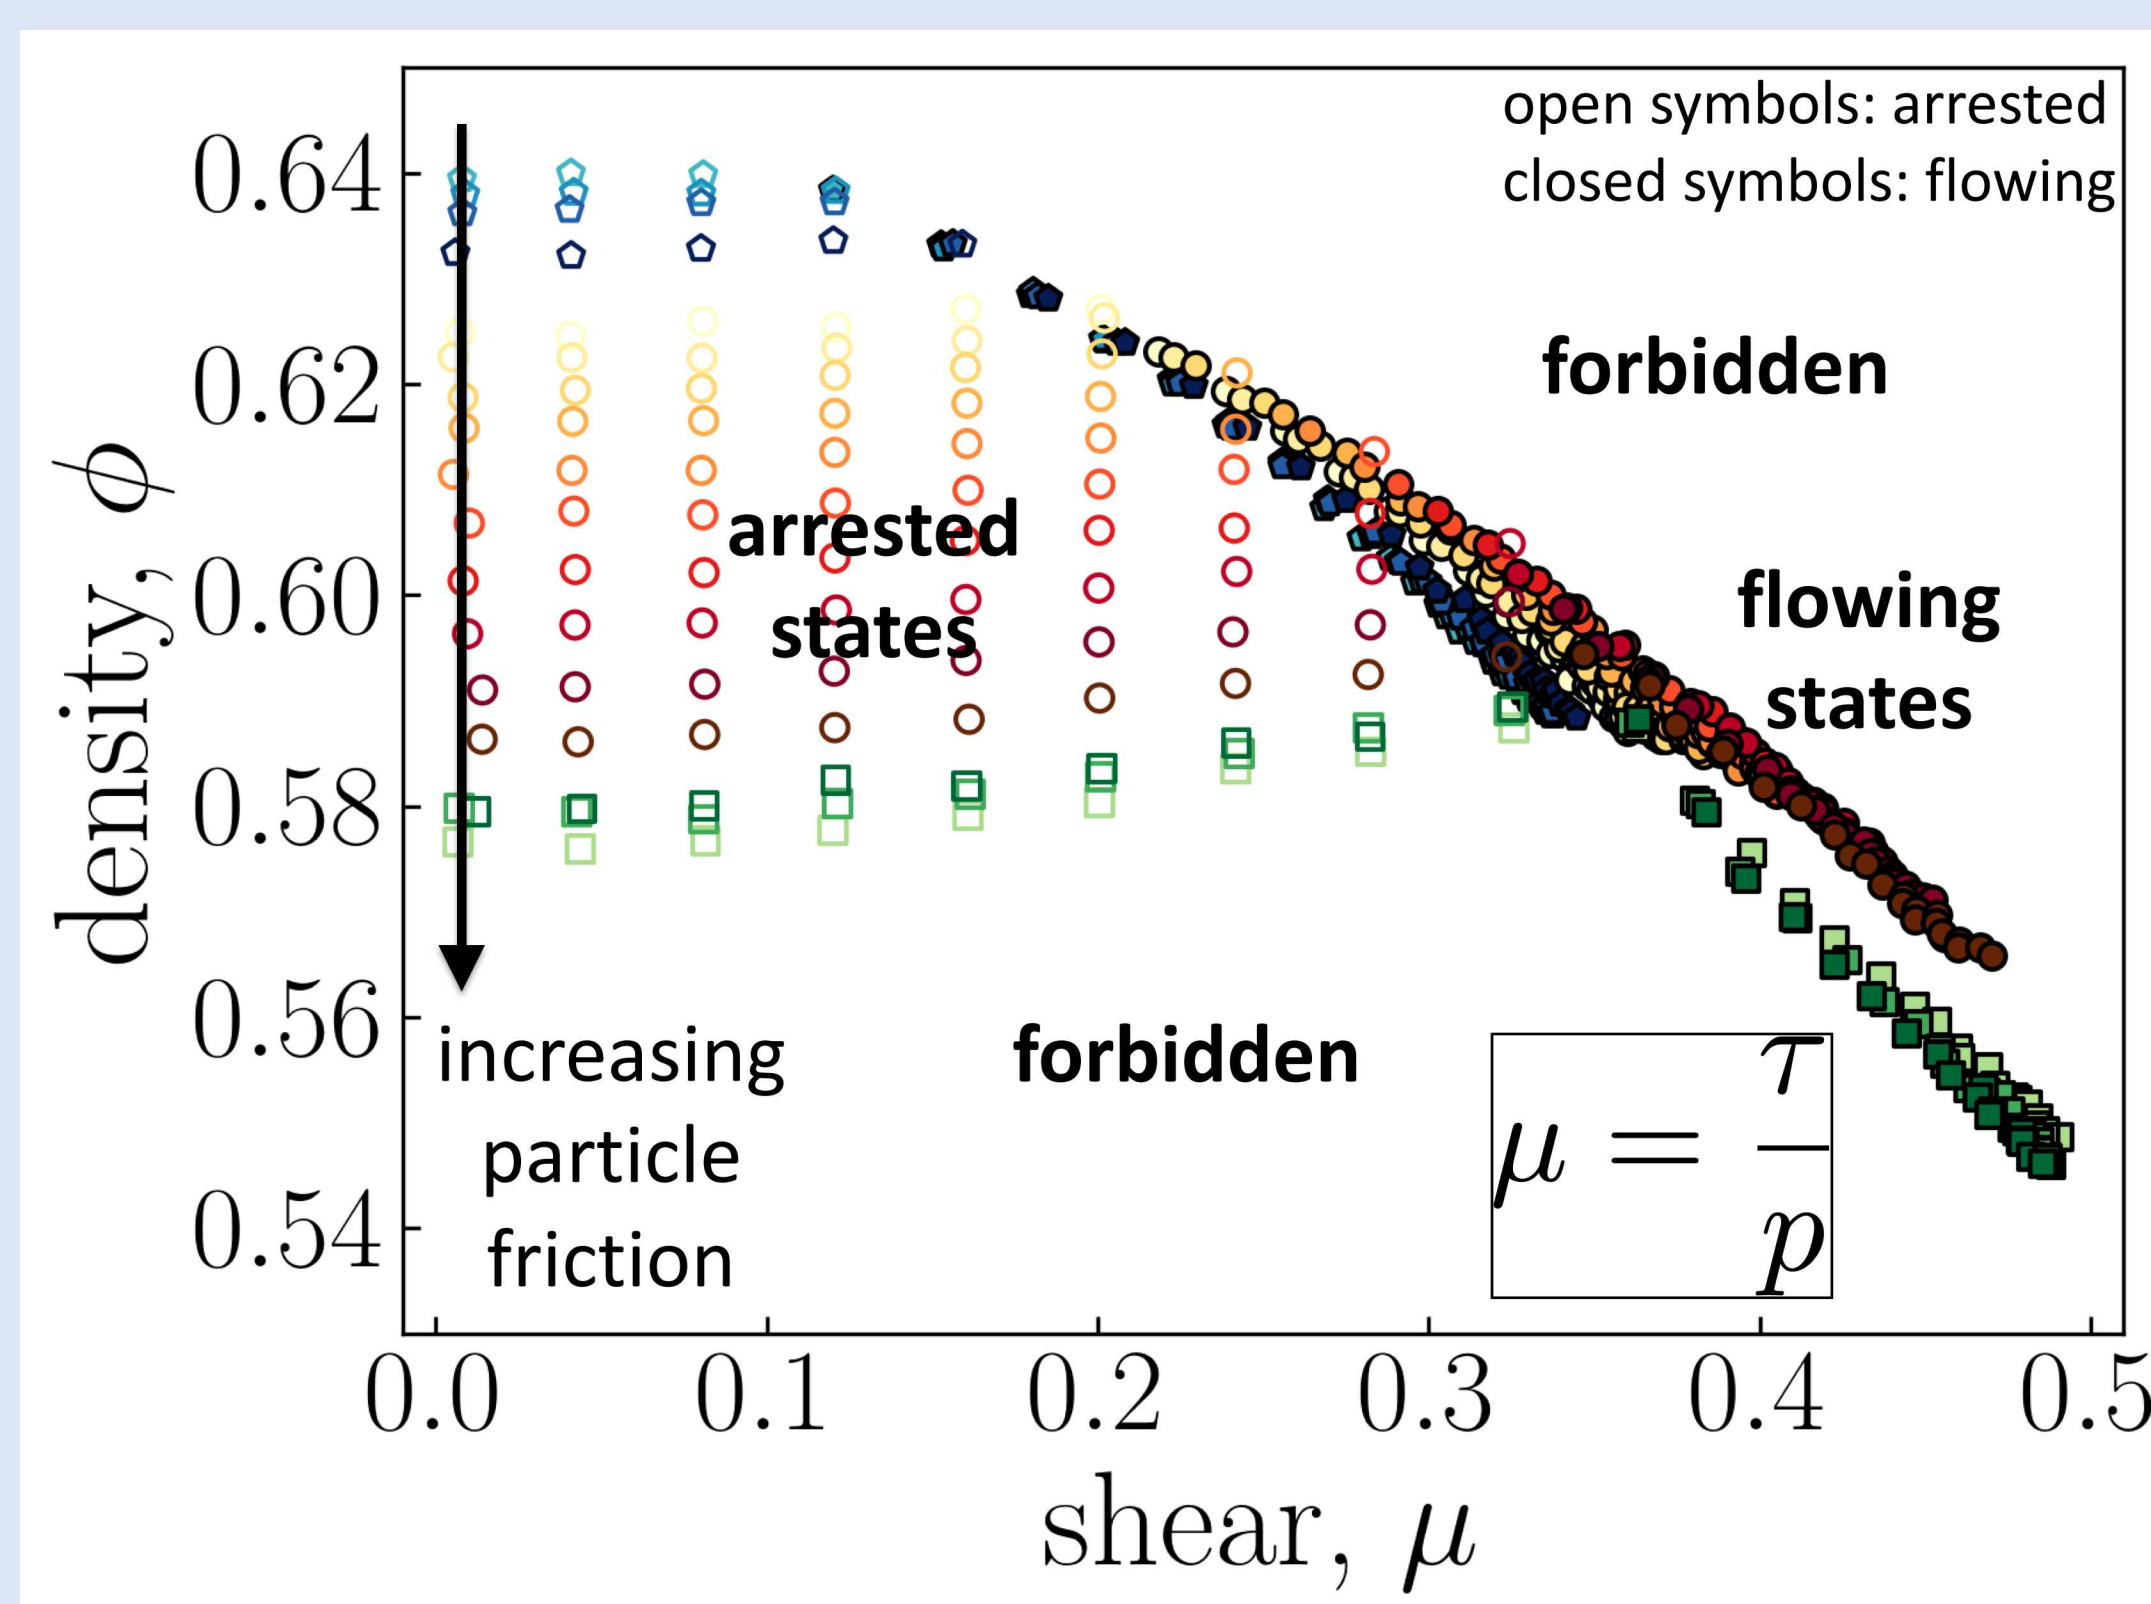 open symbols: arrested
closed symbols: flowing
0.64
0.62
0.60
0.58
0.56
0.54
density, ϕ
forbidden
arrested
states
flowing
states
increasing
particle
friction
forbidden
μ = τ/p
0.0 0.1 0.2 0.3 0.4 0.5
shear, μ